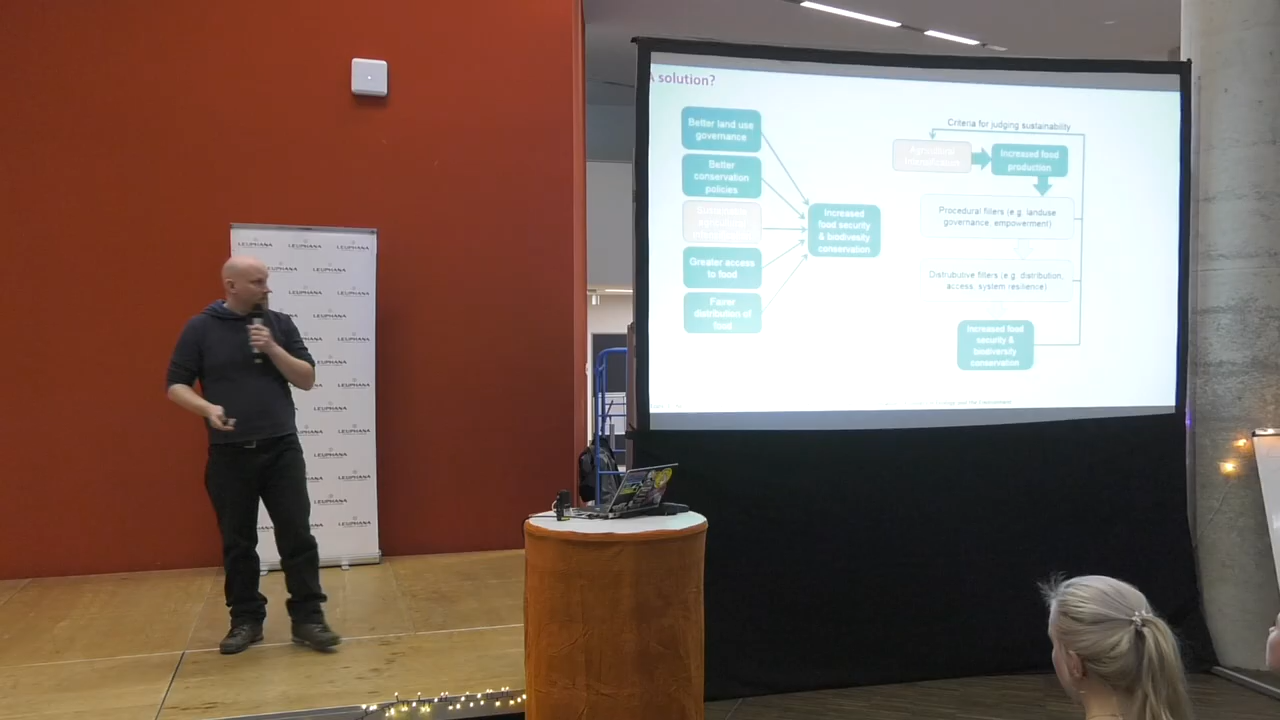 A solution?
Better land use
governance
Better
conservation
policies
Greater access
to food
distribution of
food
Increased
food security
& biodivesity
conservation
Criteria for judging sustainability
Increased food
production
Procedural filters (e.g. landuse
governance, empowerment)
Distrubutive filters (e.g. distribution,
access, system resilience)
Increased food
security &
biodiversity
conservation
LEUPHANA